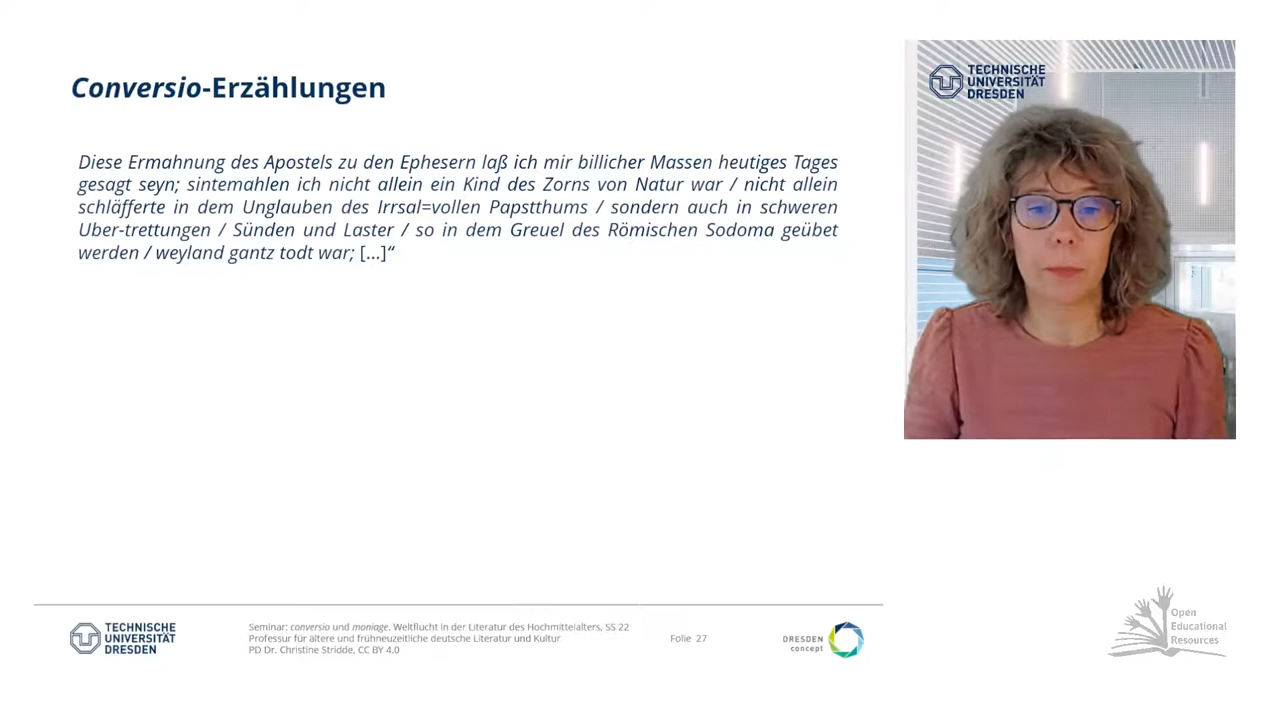 Conversio-Erzählungen
Diese Ermahnung des Apostels zu den Ephesern laß ich mir billicher Massen heutiges Tages
gesagt seyn; sintemahlen ich nicht allein ein Kind des Zorns von Natur war / nicht allein
schläfferte in dem Unglauben des Irrsal=vollen Papstthums / sondern auch in schweren
Uber-trettungen / Sünden und Laster / so in dem Greuel des Römischen Sodoma geübet
werden / weyland gantz todt war; [...]“
TECHNISCHE
UNIVERSITÄT
DRESDEN
TECHNISCHE
UNIVERSITÄT
DRESDEN
Seminar: conversio und moniage. Weltflucht in der Literatur des Hochmittelalters, SS 22
Professur für ältere und frühneuzeitliche deutsche Literatur und Kultur
PD Dr. Christine Stridde, CC BY 4.0
Folie 27
DRESDEN
concept
Open
Educational
Resources